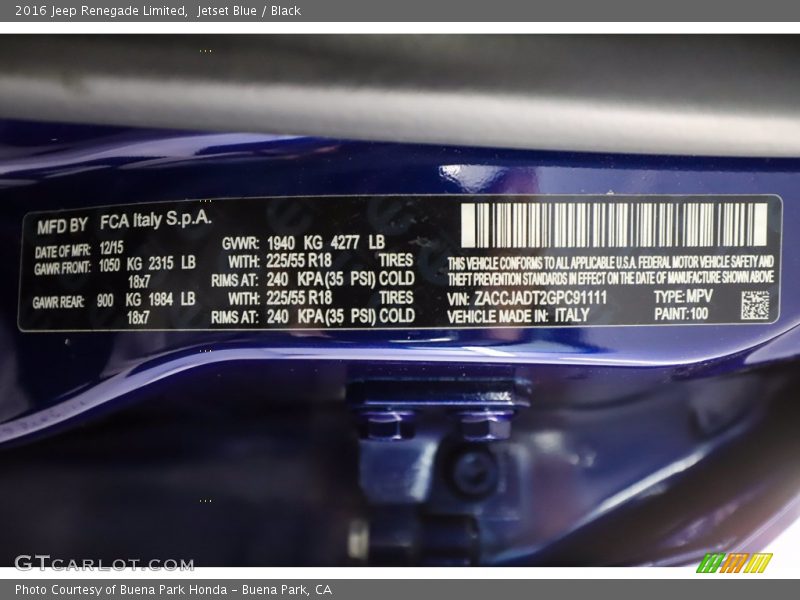 2016 Jeep Renegade Limited, Jetset Blue / Black
MFD BY FCA Italy S.p.A.
DATE OF MFR: 12/15 GVWR: 1940 KG 4277 LB
GAWR FRONT: 1050 KG 2315 LB WITH: 225/55 R18 TIRES
18x7 RIMS AT: 240 KPA(35 PSI) COLD
GAWR REAR: 900 KG 1984 LB WITH: 225/55 R18 TIRES
18x7 RIMS AT: 240 KPA(35 PSI) COLD
THIS VEHICLE CONFORMS TO ALL APPLICABLE U.S.A. FEDERAL MOTOR VEHICLE SAFETY AND
THEFT PREVENTION STANDARDS IN EFFECT ON THE DATE OF MANUFACTURE SHOWN ABOVE
VIN: ZACCJADT2GPC91111 TYPE: MPV
VEHICLE MADE IN: ITALY PAINT: 100
GTCARLOT.COM
Photo Courtesy of Buena Park Honda - Buena Park, CA